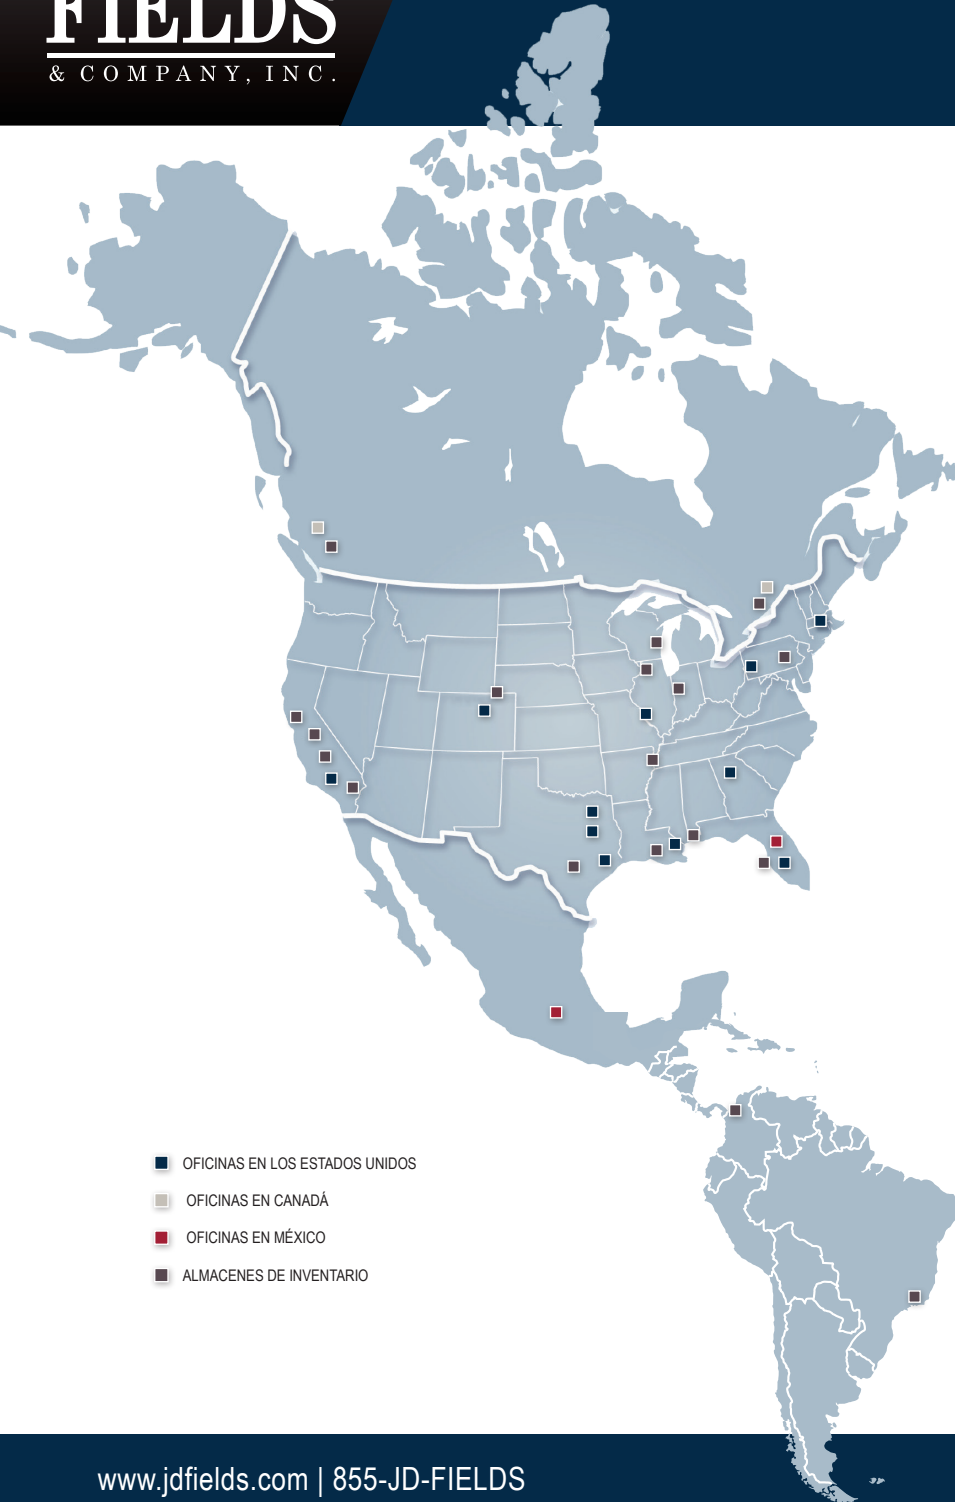 FIELDS
& COMPANY, INC.
OFICINAS EN LOS ESTADOS UNIDOS
OFICINAS EN CANADÁ
OFICINAS EN MÉXICO
ALMACENES DE INVENTARIO
www.jdfields.com | 855-JD-FIELDS